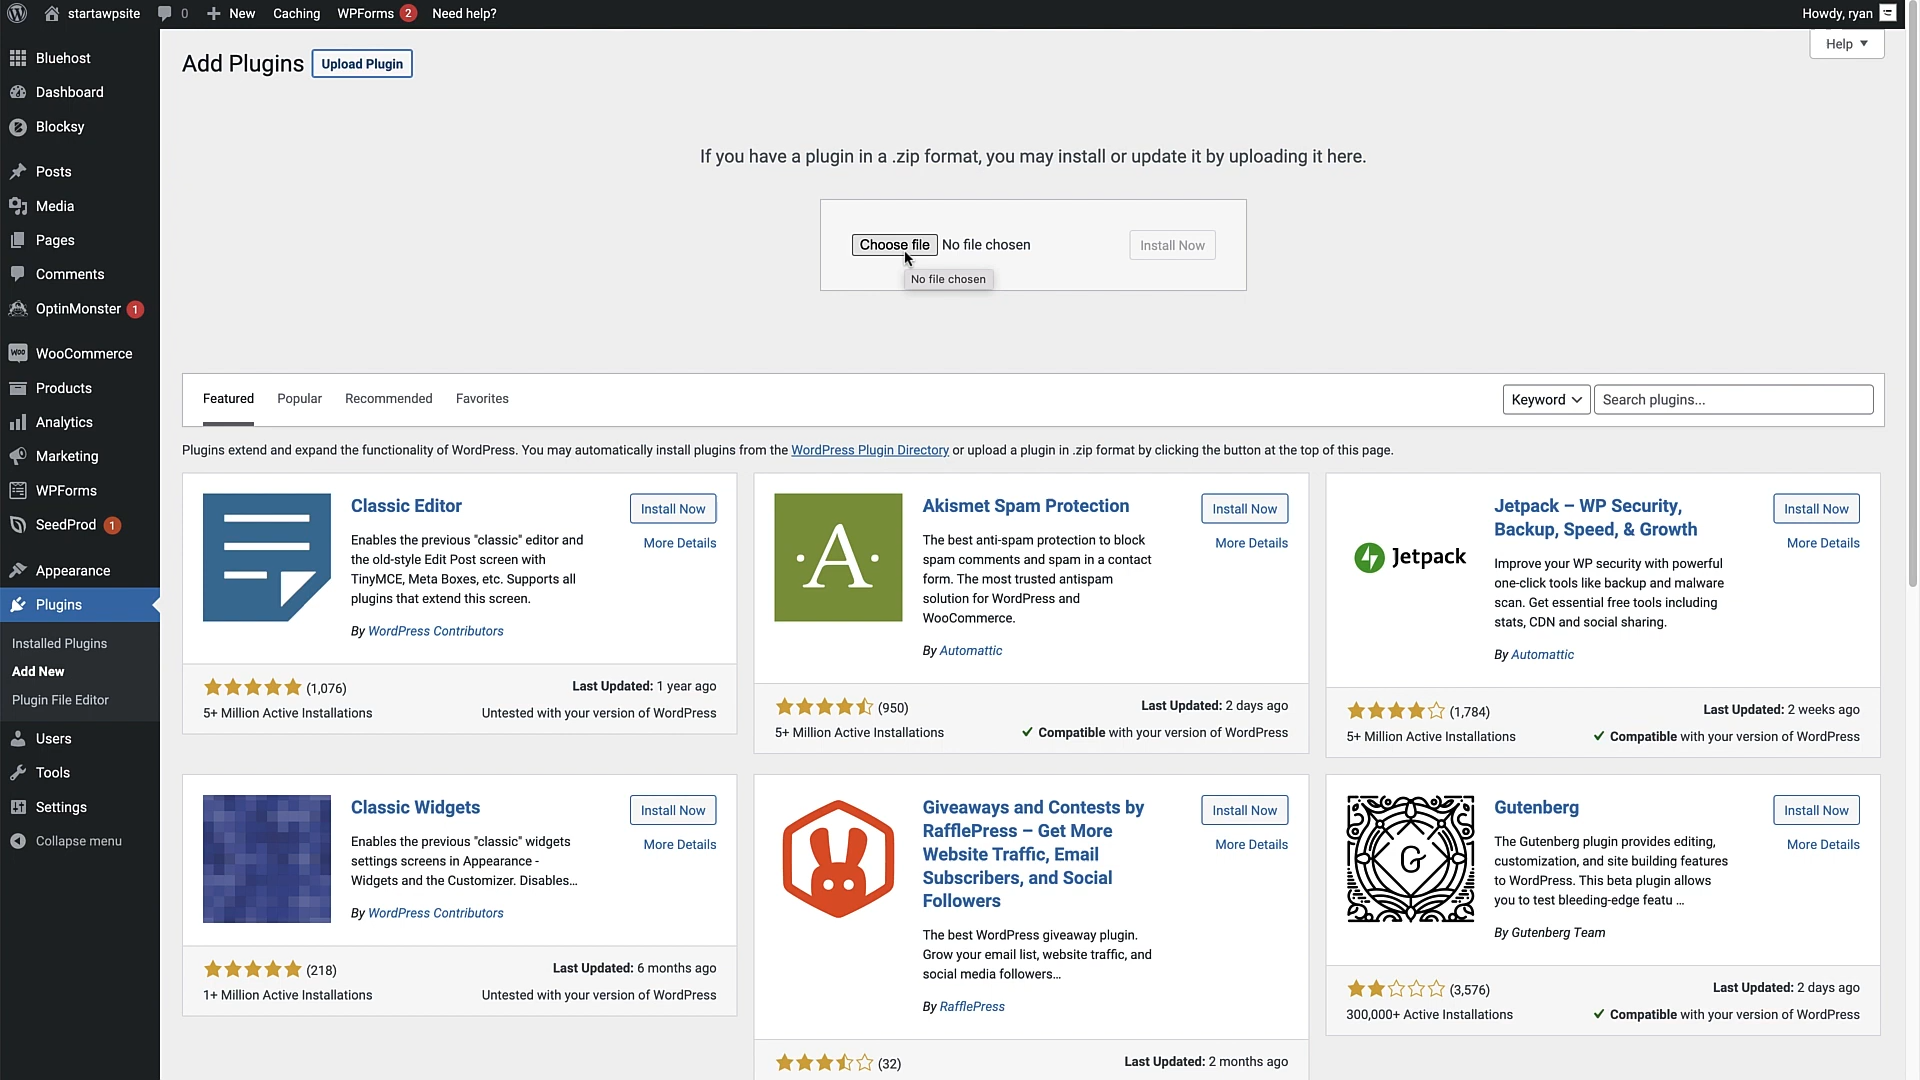 startawpsite
0
New
Caching
WPForms
2
Need help?
Howdy, ryan
Help
Bluehost
Dashboard
Blocksy
Posts
Media
Pages
Comments
OptinMonster
1
WOO
WooCommerce
Products
Analytics
Marketing
WPForms
SeedProd
1
Appearance
Plugins
Installed Plugins
Add New
Plugin File Editor
Users
Tools
Settings
Collapse menu
Add Plugins
Upload Plugin
If you have a plugin in a .zip format, you may install or update it by uploading it here.
Choose file
No file chosen
Install Now
No file chosen
Featured
Popular
Recommended
Favorites
Keyword
Search plugins...
Plugins extend and expand the functionality of WordPress. You may automatically install plugins from the WordPress Plugin Directory or upload a plugin in .zip format by clicking the button at the top of this page.
Classic Editor
Install Now
More Details
Enables the previous "classic" editor and
the old-style Edit Post screen with
TinyMCE, Meta Boxes, etc. Supports all
plugins that extend this screen.
By WordPress Contributors
(1,076)
Last Updated: 1 year ago
5+ Million Active Installations
Untested with your version of WordPress
·A·
Akismet Spam Protection
Install Now
More Details
The best anti-spam protection to block
spam comments and spam in a contact
form. The most trusted antispam
solution for WordPress and
WooCommerce.
By Automattic
(950)
Last Updated: 2 days ago
5+ Million Active Installations
✔ Compatible with your version of WordPress
Jetpack
Jetpack – WP Security,
Backup, Speed, & Growth
Install Now
More Details
Improve your WP security with powerful
one-click tools like backup and malware
scan. Get essential free tools including
stats, CDN and social sharing.
By Automattic
(1,784)
Last Updated: 2 weeks ago
5+ Million Active Installations
✔ Compatible with your version of WordPress
Classic Widgets
Install Now
More Details
Enables the previous "classic" widgets
settings screens in Appearance -
Widgets and the Customizer. Disables...
By WordPress Contributors
(218)
Last Updated: 6 months ago
1+ Million Active Installations
Untested with your version of WordPress
Giveaways and Contests by
RafflePress – Get More
Website Traffic, Email
Subscribers, and Social
Followers
Install Now
More Details
The best WordPress giveaway plugin.
Grow your email list, website traffic, and
social media followers...
By RafflePress
(32)
Last Updated: 2 months ago
G
Gutenberg
Install Now
More Details
The Gutenberg plugin provides editing,
customization, and site building features
to WordPress. This beta plugin allows
you to test bleeding-edge featu ...
By Gutenberg Team
(3,576)
Last Updated: 2 days ago
300,000+ Active Installations
✔ Compatible with your version of WordPress